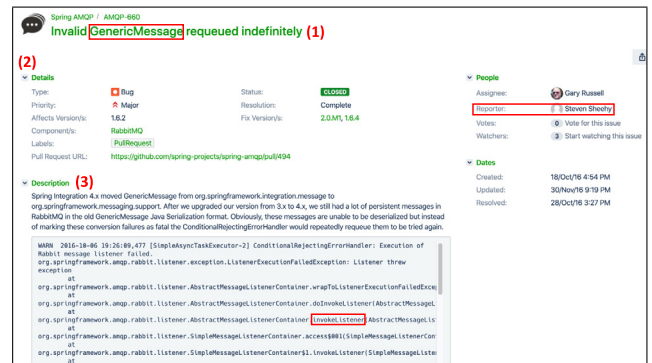 Spring AMQP / AMQP-660
Invalid GenericMessage requeued indefinitely (1)
(2)
Details
Type: Bug Status: CLOSED
Priority: Major Resolution: Complete
Affects Version/s: 1.6.2 Fix Version/s: 2.0.M1, 1.6.4
Component/s: RabbitMQ
Labels: PullRequest
Pull Request URL: https://github.com/spring-projects/spring-amqp/pull/494
People
Assignee: Gary Russell
Reporter: Steven Sheehy
Votes: 0 Vote for this issue
Watchers: 3 Start watching this issue
Dates
Created: 18/Oct/16 4:54 PM
Updated: 30/Nov/16 9:19 PM
Resolved: 28/Oct/16 3:27 PM
Description (3)
Spring Integration 4.x moved GenericMessage from org.springframework.integration.message to
org.springframework.messaging.support. After we upgraded our version from 3.x to 4.x, we still had a lot of persistent messages in
RabbitMQ in the old GenericMessage Java Serialization format. Obviously, these messages are unable to be deserialized but instead
of marking these conversion failures as fatal the ConditionalRejectingErrorHandler would repeatedly requeue them to be tried again.
WARN 2016-10-06 19:26:09,477 [SimpleAsyncTaskExecutor-2] ConditionalRejectingErrorHandler: Execution of
Rabbit message listener failed.
org.springframework.amqp.rabbit.listener.exception.ListenerExecutionFailedException: Listener threw
exception
at
org.springframework.amqp.rabbit.listener.AbstractMessageListenerContainer.wrapToListenerExecutionFailedExcep
at
org.springframework.amqp.rabbit.listener.AbstractMessageListenerContainer.doInvokeListener(AbstractMessageL
at
org.springframework.amqp.rabbit.listener.AbstractMessageListenerContainer.invokeListener(AbstractMessageLis
at
org.springframework.amqp.rabbit.listener.SimpleMessageListenerContainer.access$001(SimpleMessageListenerCon
at
org.springframework.amqp.rabbit.listener.SimpleMessageListenerContainer$1.invokeListener(SimpleMessageListe
at